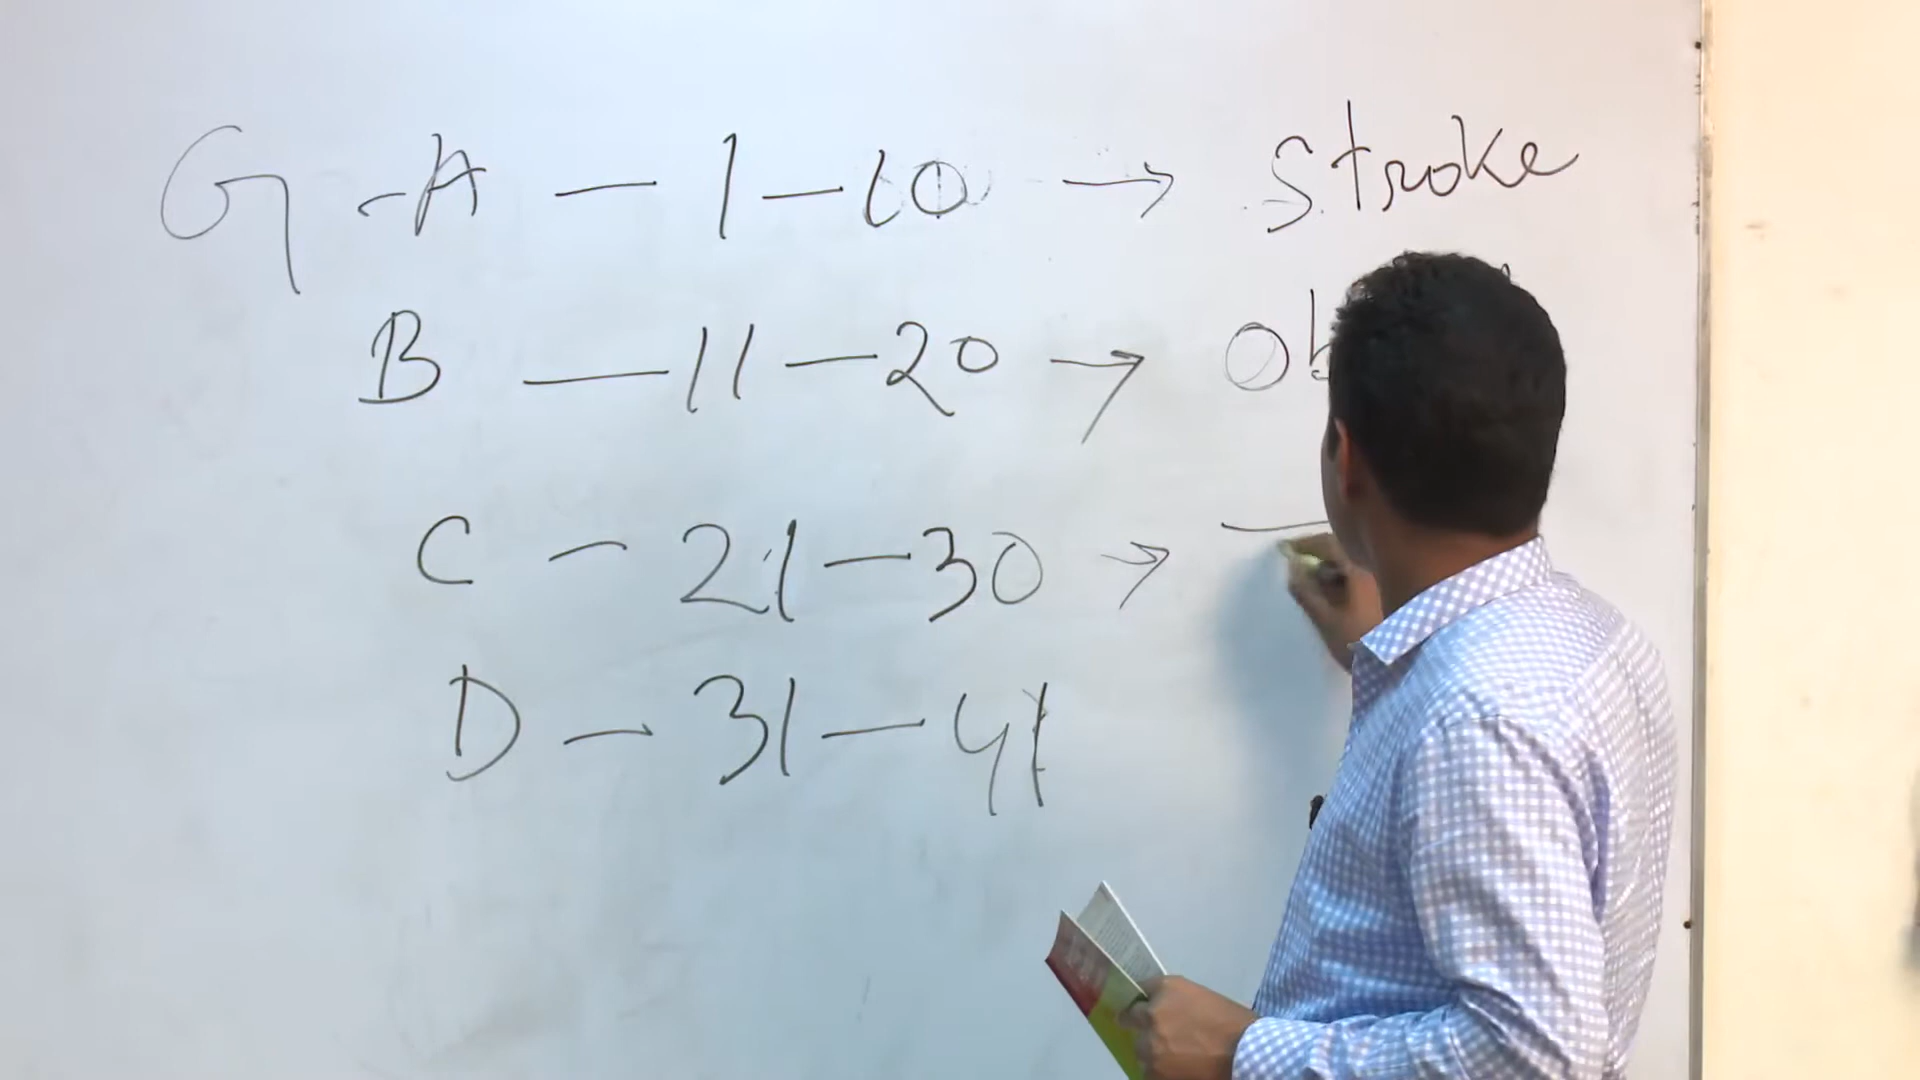 G-A — 1 — 10 → Stroke
B — 11 — 20 → Ob
C — 21 — 30 →
D — 31 — 41